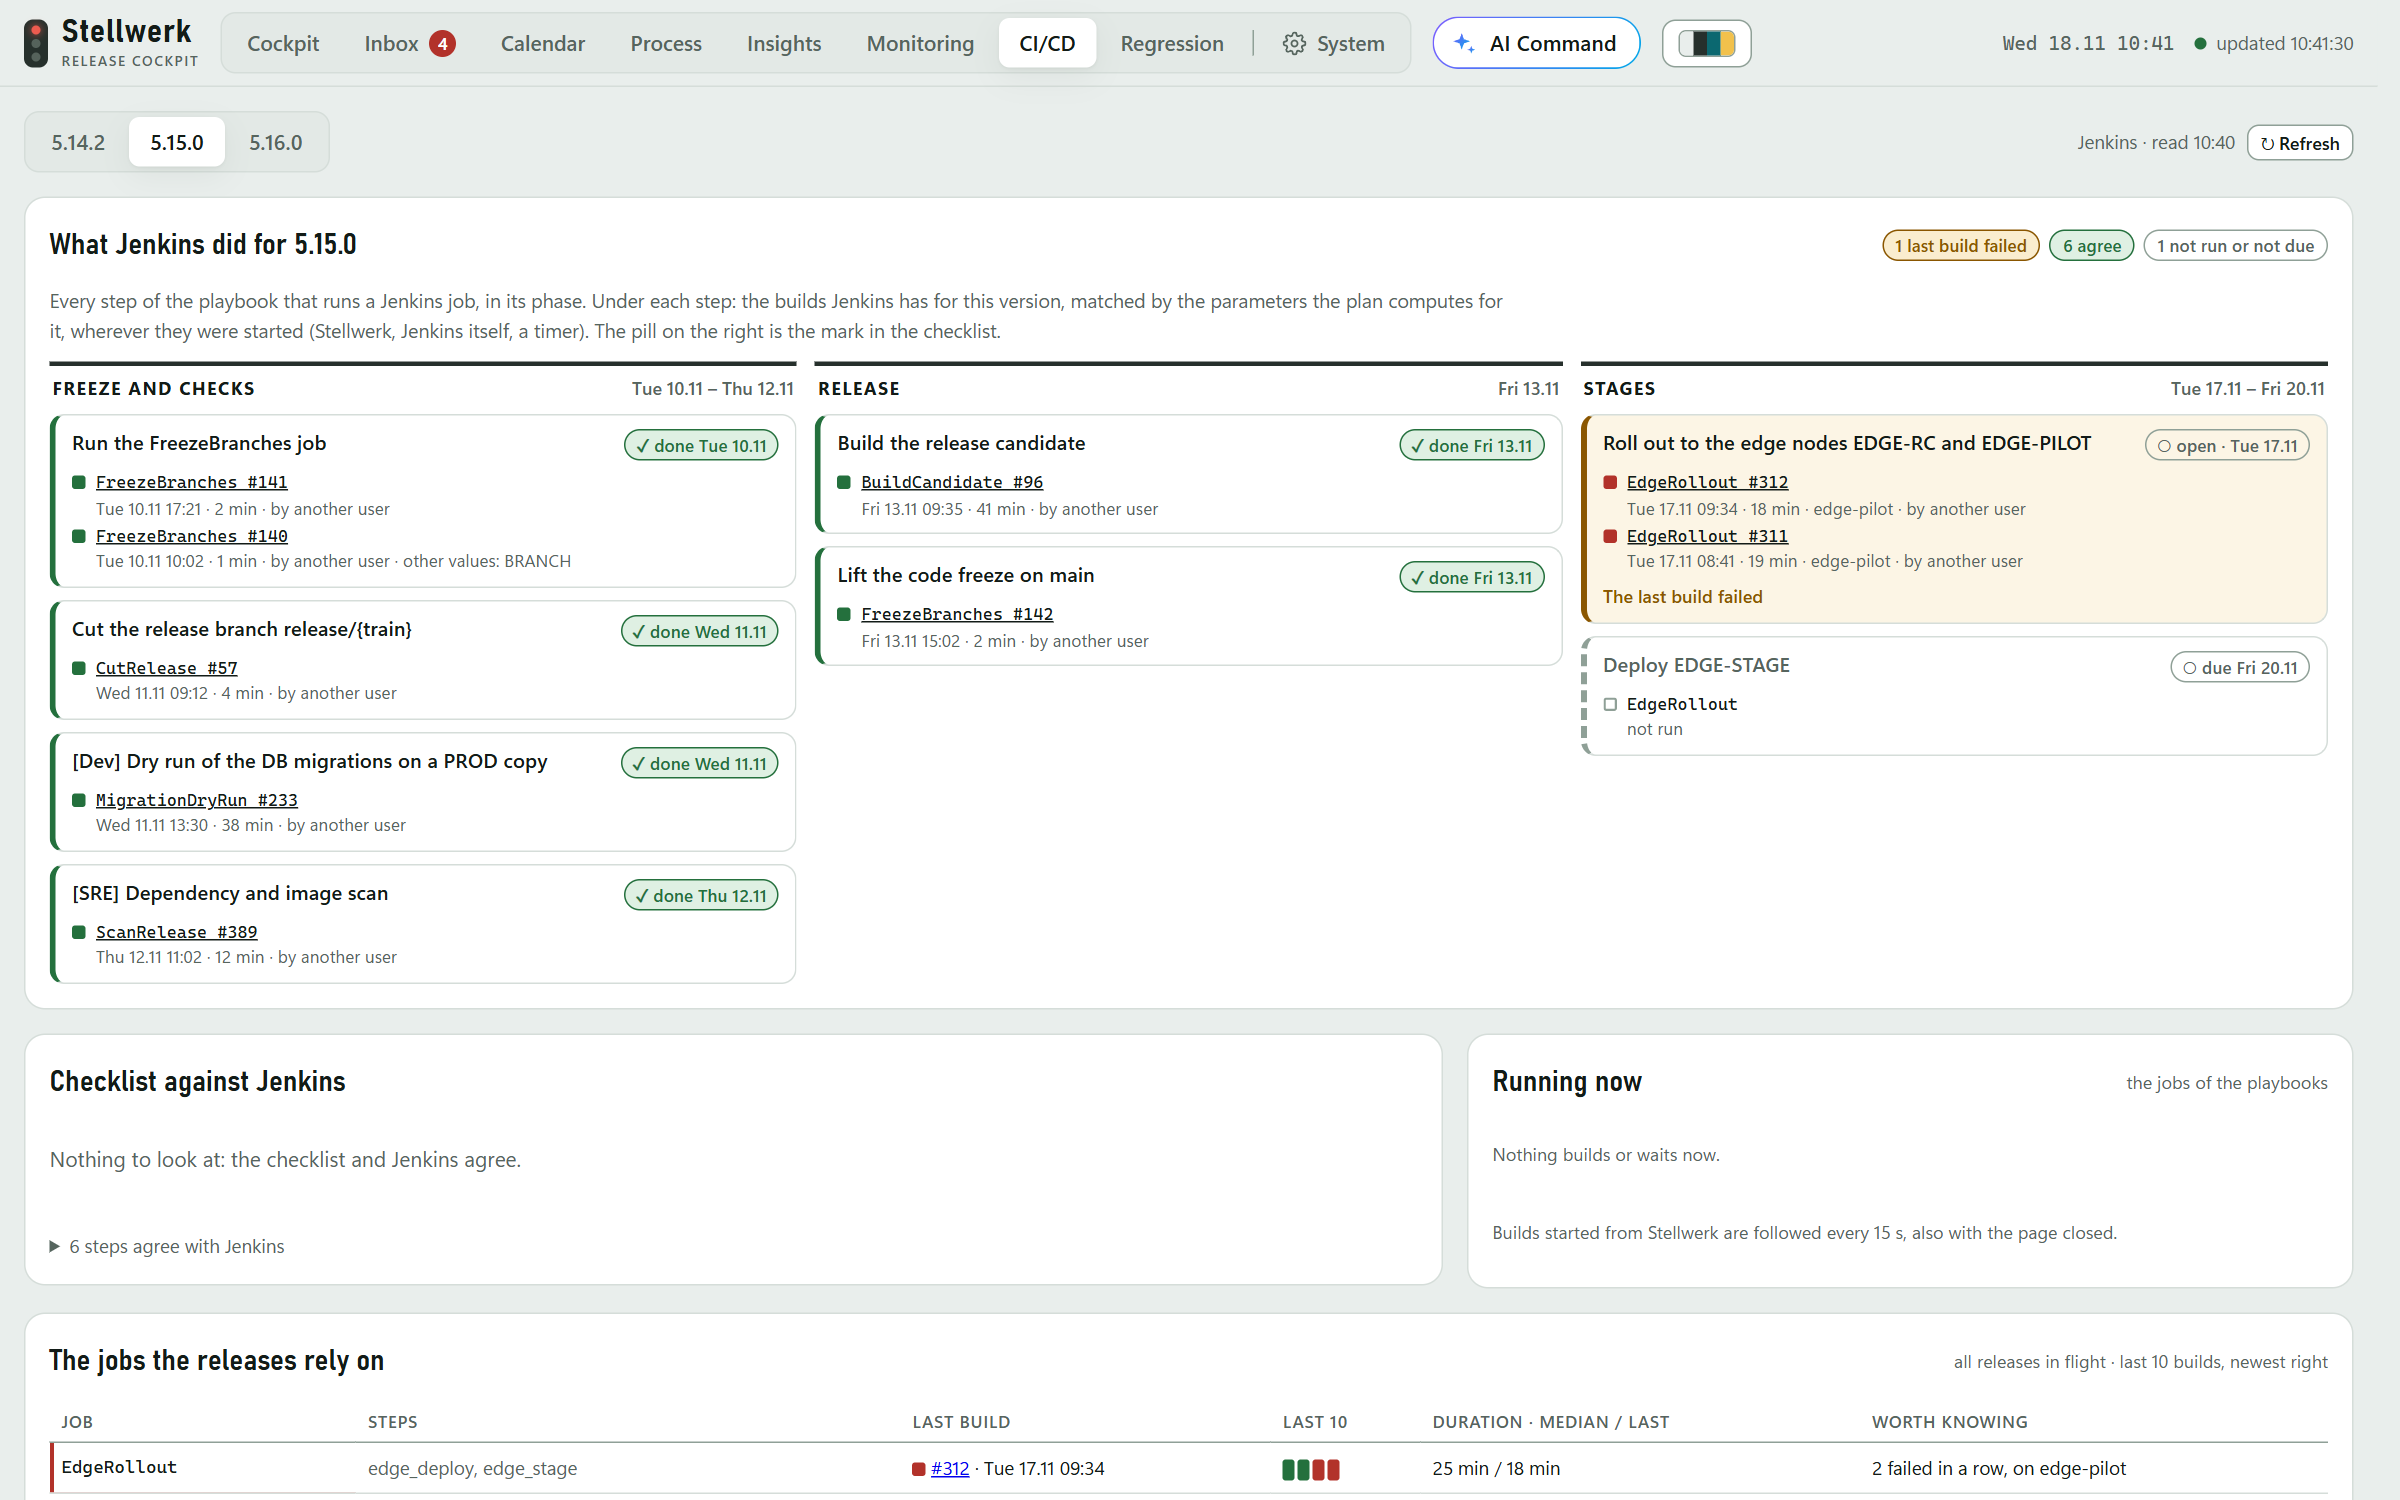 Stellwerk
RELEASE COCKPIT
Cockpit
Inbox 4
Calendar
Process
Insights
Monitoring
CI/CD
Regression
System
AI Command
Wed 18.11 10:41
updated 10:41:30
5.14.2
5.15.0
5.16.0
Jenkins · read 10:40
↻ Refresh
What Jenkins did for 5.15.0
1 last build failed
6 agree
1 not run or not due
Every step of the playbook that runs a Jenkins job, in its phase. Under each step: the builds Jenkins has for this version, matched by the parameters the plan computes for
it, wherever they were started (Stellwerk, Jenkins itself, a timer). The pill on the right is the mark in the checklist.
FREEZE AND CHECKS
Tue 10.11 – Thu 12.11
Run the FreezeBranches job
✓ done Tue 10.11
FreezeBranches #141
Tue 10.11 17:21 · 2 min · by another user
FreezeBranches #140
Tue 10.11 10:02 · 1 min · by another user · other values: BRANCH
Cut the release branch release/{train}
✓ done Wed 11.11
CutRelease #57
Wed 11.11 09:12 · 4 min · by another user
[Dev] Dry run of the DB migrations on a PROD copy
✓ done Wed 11.11
MigrationDryRun #233
Wed 11.11 13:30 · 38 min · by another user
[SRE] Dependency and image scan
✓ done Thu 12.11
ScanRelease #389
Thu 12.11 11:02 · 12 min · by another user
RELEASE
Fri 13.11
Build the release candidate
✓ done Fri 13.11
BuildCandidate #96
Fri 13.11 09:35 · 41 min · by another user
Lift the code freeze on main
✓ done Fri 13.11
FreezeBranches #142
Fri 13.11 15:02 · 2 min · by another user
STAGES
Tue 17.11 – Fri 20.11
Roll out to the edge nodes EDGE-RC and EDGE-PILOT
○ open · Tue 17.11
EdgeRollout #312
Tue 17.11 09:34 · 18 min · edge-pilot · by another user
EdgeRollout #311
Tue 17.11 08:41 · 19 min · edge-pilot · by another user
The last build failed
Deploy EDGE-STAGE
○ due Fri 20.11
EdgeRollout
not run
Checklist against Jenkins
Nothing to look at: the checklist and Jenkins agree.
▶ 6 steps agree with Jenkins
Running now
the jobs of the playbooks
Nothing builds or waits now.
Builds started from Stellwerk are followed every 15 s, also with the page closed.
The jobs the releases rely on
all releases in flight · last 10 builds, newest right
JOB
STEPS
LAST BUILD
LAST 10
DURATION · MEDIAN / LAST
WORTH KNOWING
EdgeRollout
edge_deploy, edge_stage
#312 · Tue 17.11 09:34
25 min / 18 min
2 failed in a row, on edge-pilot